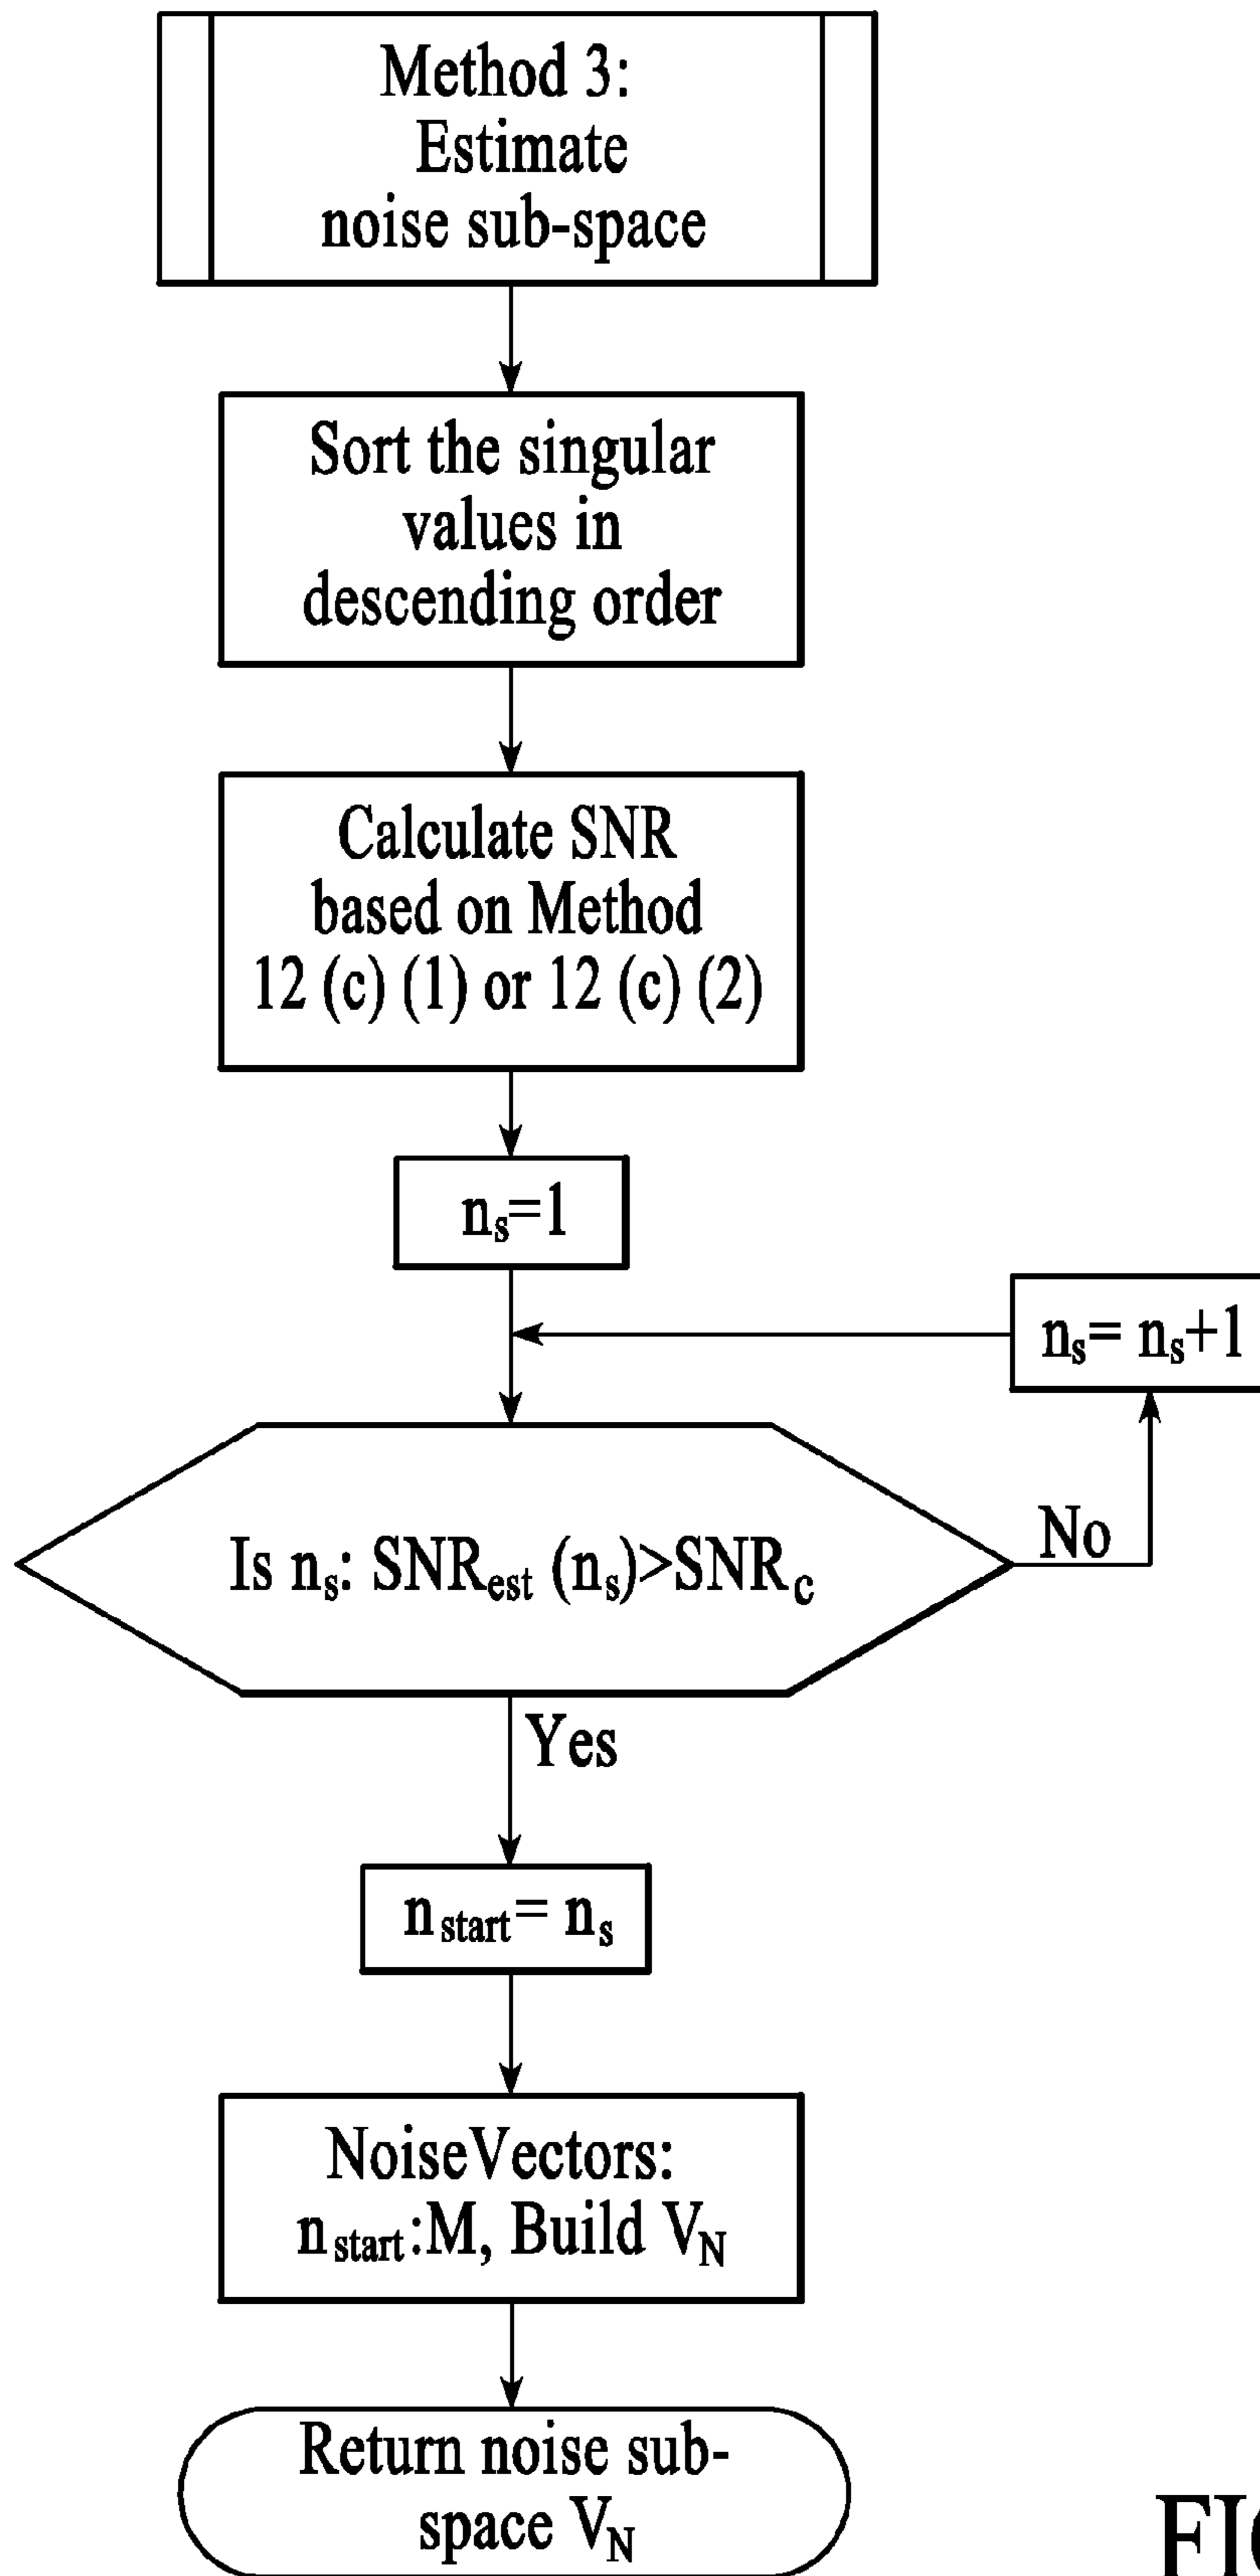 Method 3:
Estimate
noise sub-space
Sort the singular
values in
descending order
Calculate SNR
based on Method
12 (c) (1) or 12 (c) (2)
nₛ=1
nₛ= nₛ+1
Is nₛ: SNRest (nₛ)>SNRc
No
Yes
nstart= nₛ
NoiseVectors:
nstart:M, Build VN
Return noise sub-
space VN